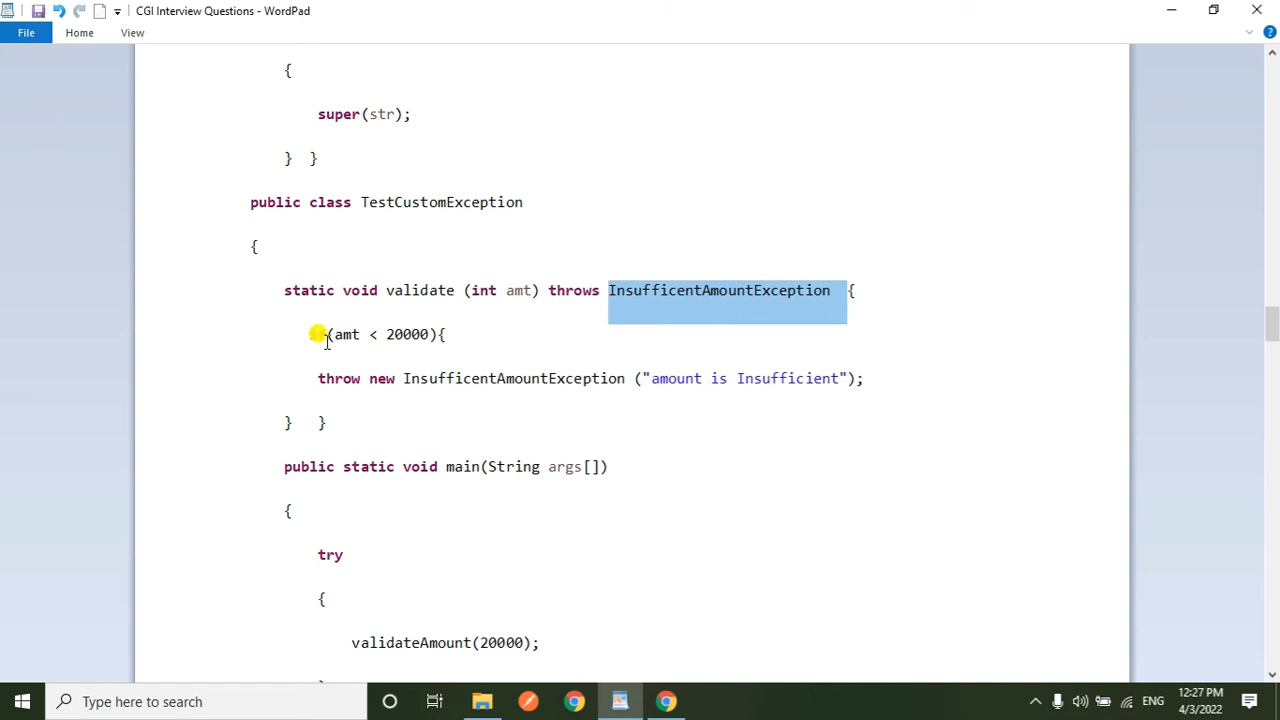 CGI Interview Questions - WordPad
File Home View
{
super(str);
} }
public class TestCustomException
{
static void validate (int amt) throws InsufficentAmountException {
(amt < 20000){
throw new InsufficentAmountException ("amount is Insufficient");
} }
public static void main(String args[])
{
try
{
validateAmount(20000);
Type here to search
ENG
12:27 PM
4/3/2022